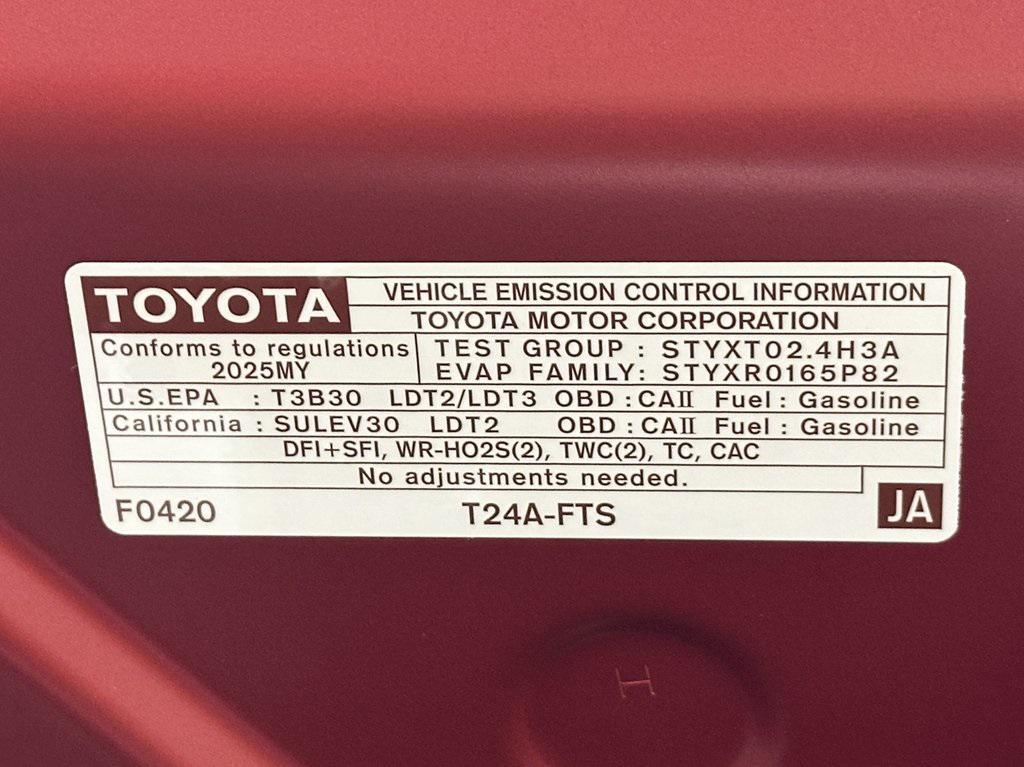 TOYOTA
VEHICLE EMISSION CONTROL INFORMATION
TOYOTA MOTOR CORPORATION
Conforms to regulations
2025MY
TEST GROUP : STYXT02.4H3A
EVAP FAMILY: STYXR0165P82
U.S.EPA : T3B30 LDT2/LDT3 OBD : CAII Fuel : Gasoline
California : SULEV30 LDT2 OBD : CAII Fuel : Gasoline
DFI+SFI, WR-HO2S(2), TWC(2), TC, CAC
No adjustments needed.
F0420 T24A-FTS JA
H